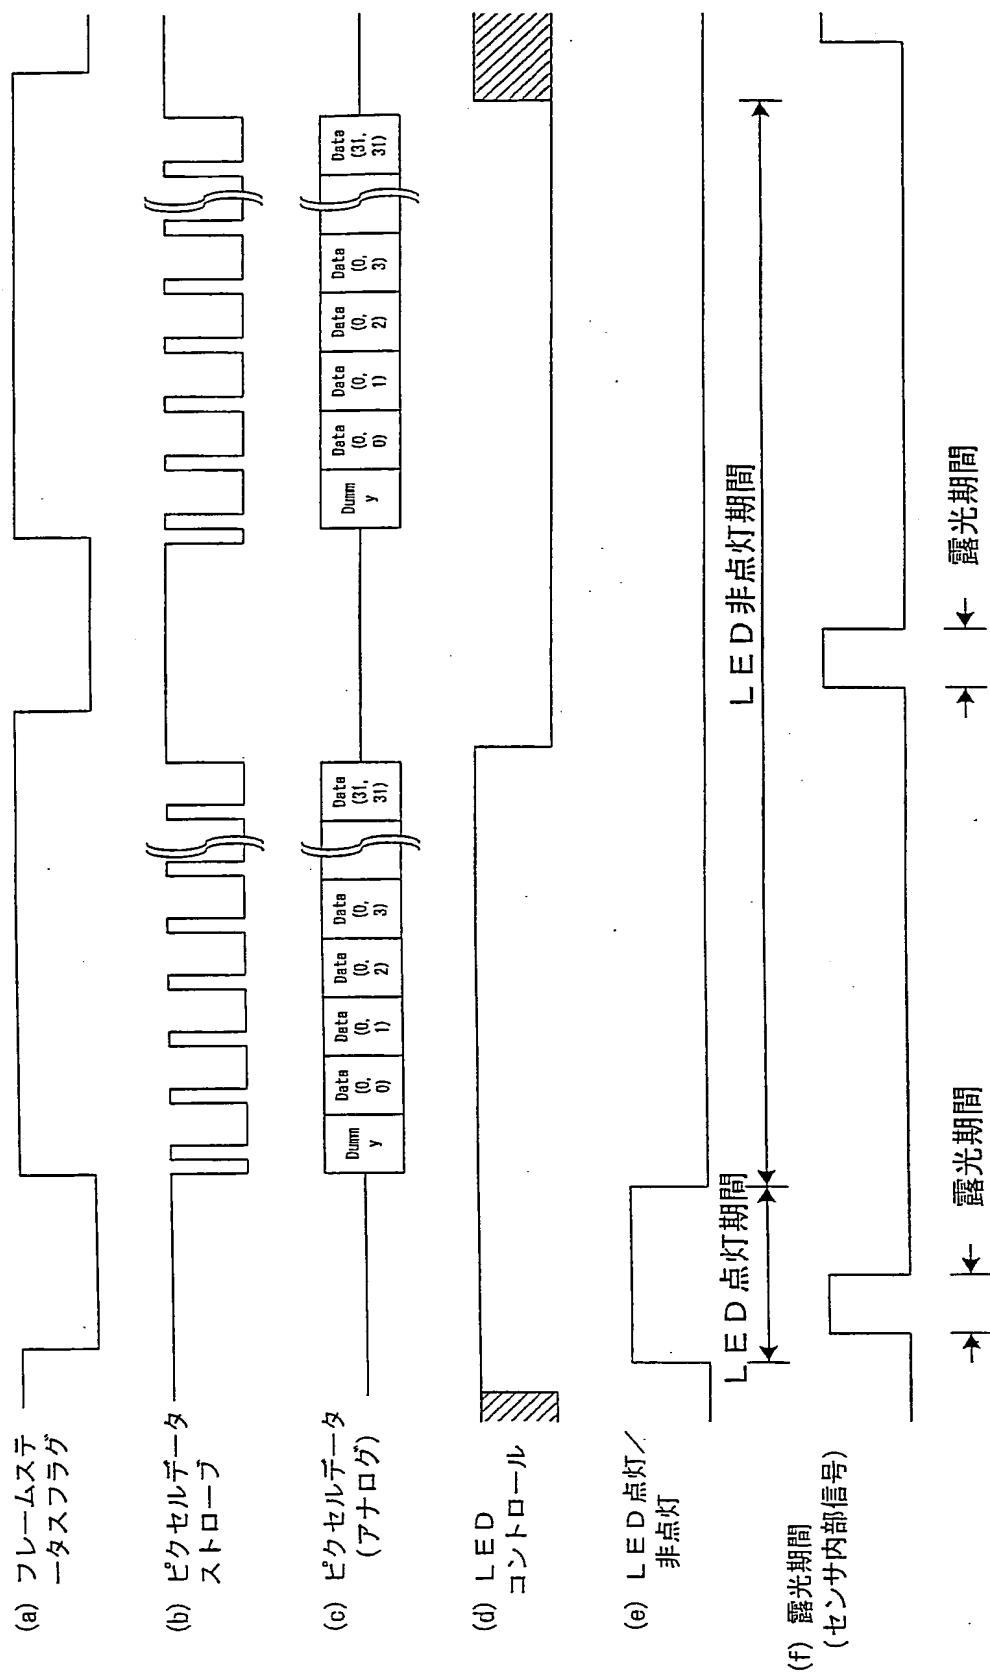 (a) フレームステ
ータスフラグ
(b) ピクセルデータ
ストローブ
(c) ピクセルデータ
(アナログ)
Dumm
y
Data
(0,
0)
Data
(0,
1)
Data
(0,
2)
Data
(0,
3)
Data
(31,
31)
Dumm
y
Data
(0,
0)
Data
(0,
1)
Data
(0,
2)
Data
(0,
3)
Data
(31,
31)
(d) LED
コントロール
(e) LED点灯/
非点灯
LED点灯期間
LED非点灯期間
(f) 露光期間
(センサ内部信号)
露光期間
露光期間